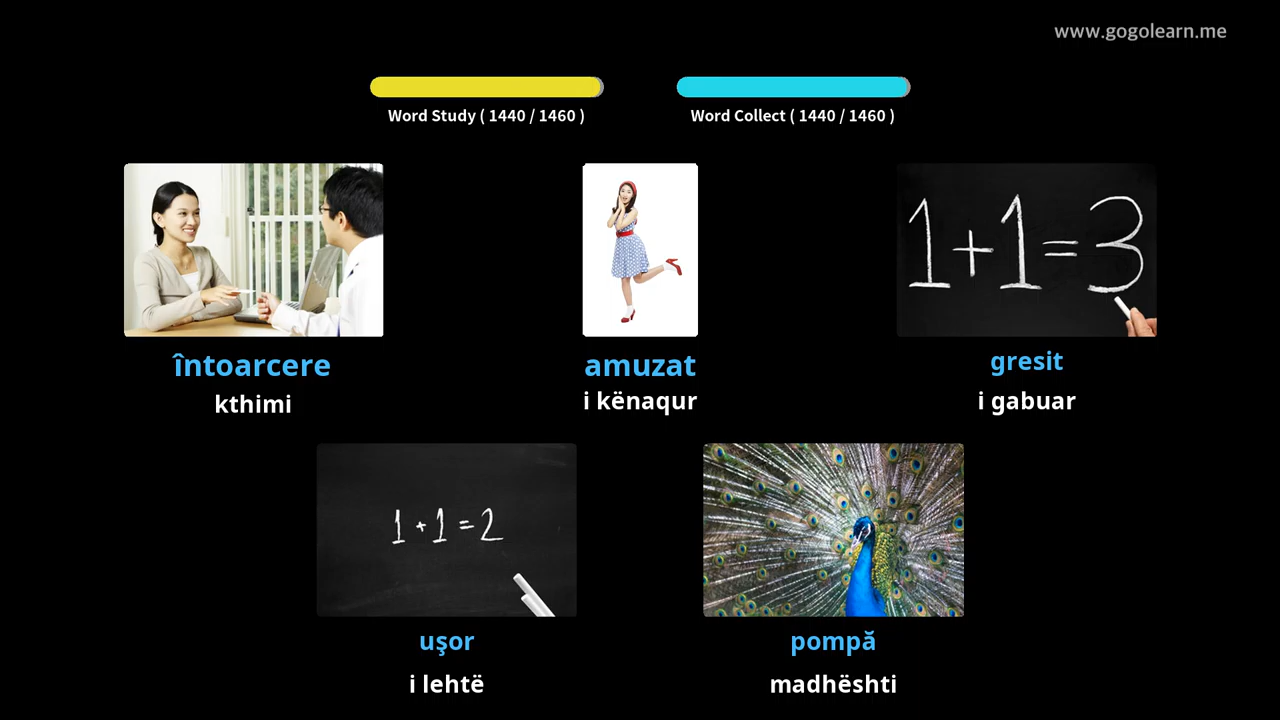 www.gogolearn.me
Word Study ( 1440 / 1460 )
Word Collect ( 1440 / 1460 )
1+1=3
întoarcere
kthimi
amuzat
i kënaqur
gresit
i gabuar
1+1=2
uşor
i lehtë
pompă
madhështi